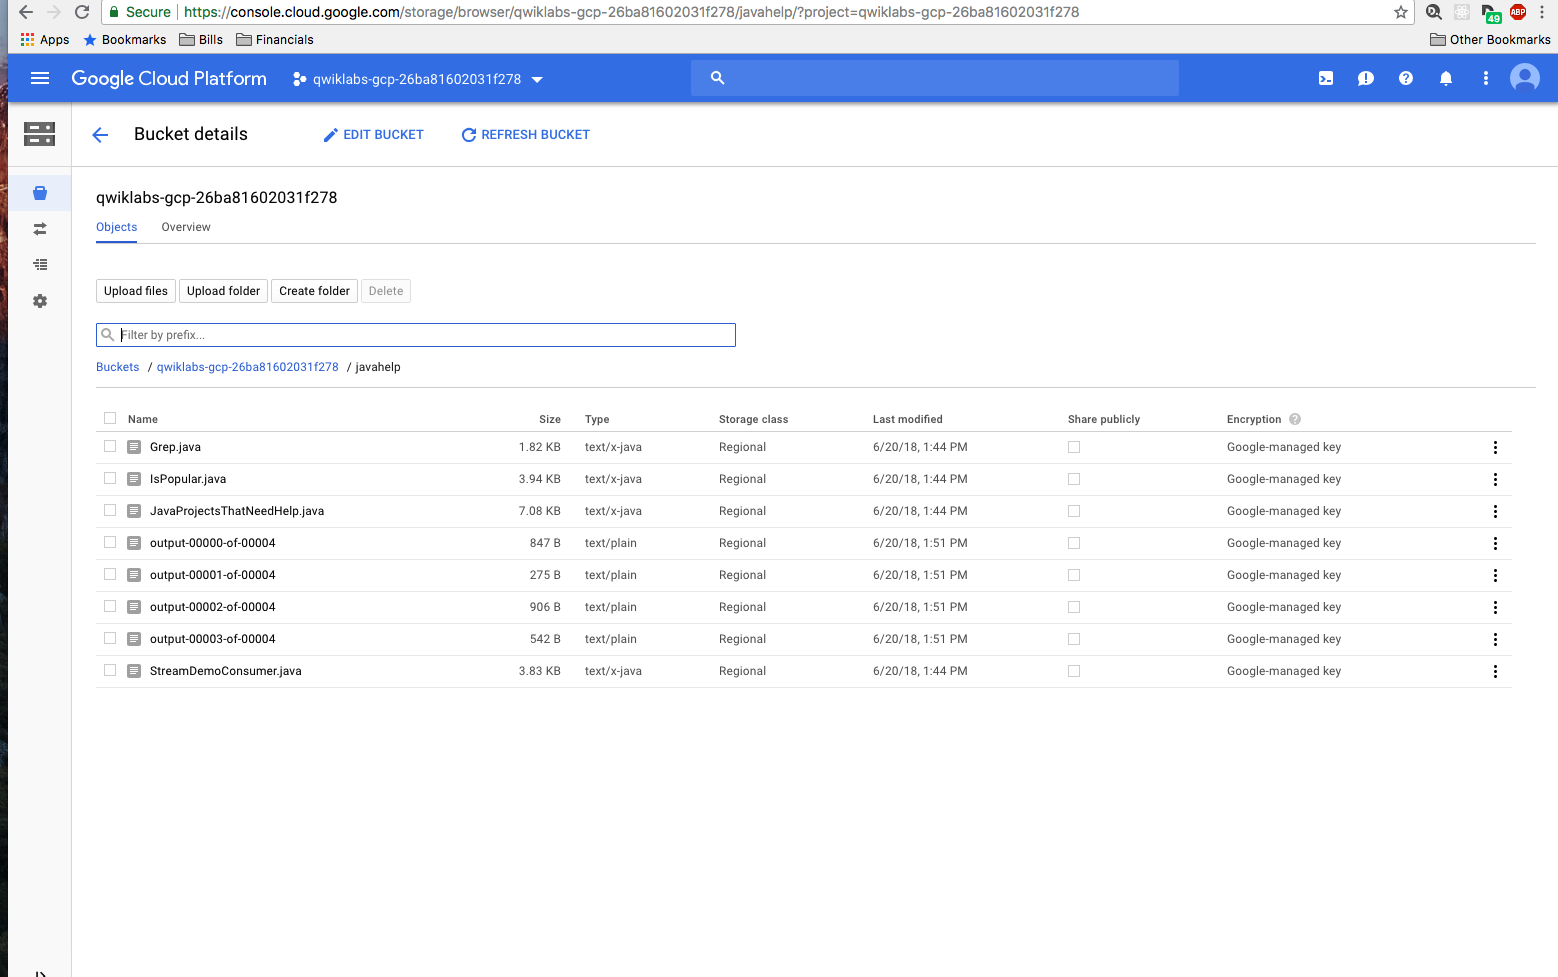 Secure https://console.cloud.google.com/storage/browser/qwiklabs-gcp-26ba81602031f278/javahelp/?project=qwiklabs-gcp-26ba81602031f278 49 ABP
Apps Bookmarks Bills Financials Other Bookmarks
Google Cloud Platform qwiklabs-gcp-26ba81602031f278
Bucket details EDIT BUCKET REFRESH BUCKET
qwiklabs-gcp-26ba81602031f278
Objects Overview
Upload files Upload folder Create folder Delete
Filter by prefix...
Buckets / qwiklabs-gcp-26ba81602031f278 / javahelp
Name Size Type Storage class Last modified Share publicly Encryption ?
Grep.java 1.82 KB text/x-java Regional 6/20/18, 1:44 PM Google-managed key
IsPopular.java 3.94 KB text/x-java Regional 6/20/18, 1:44 PM Google-managed key
JavaProjectsThatNeedHelp.java 7.08 KB text/x-java Regional 6/20/18, 1:44 PM Google-managed key
output-00000-of-00004 847 B text/plain Regional 6/20/18, 1:51 PM Google-managed key
output-00001-of-00004 275 B text/plain Regional 6/20/18, 1:51 PM Google-managed key
output-00002-of-00004 906 B text/plain Regional 6/20/18, 1:51 PM Google-managed key
output-00003-of-00004 542 B text/plain Regional 6/20/18, 1:51 PM Google-managed key
StreamDemoConsumer.java 3.83 KB text/x-java Regional 6/20/18, 1:44 PM Google-managed key